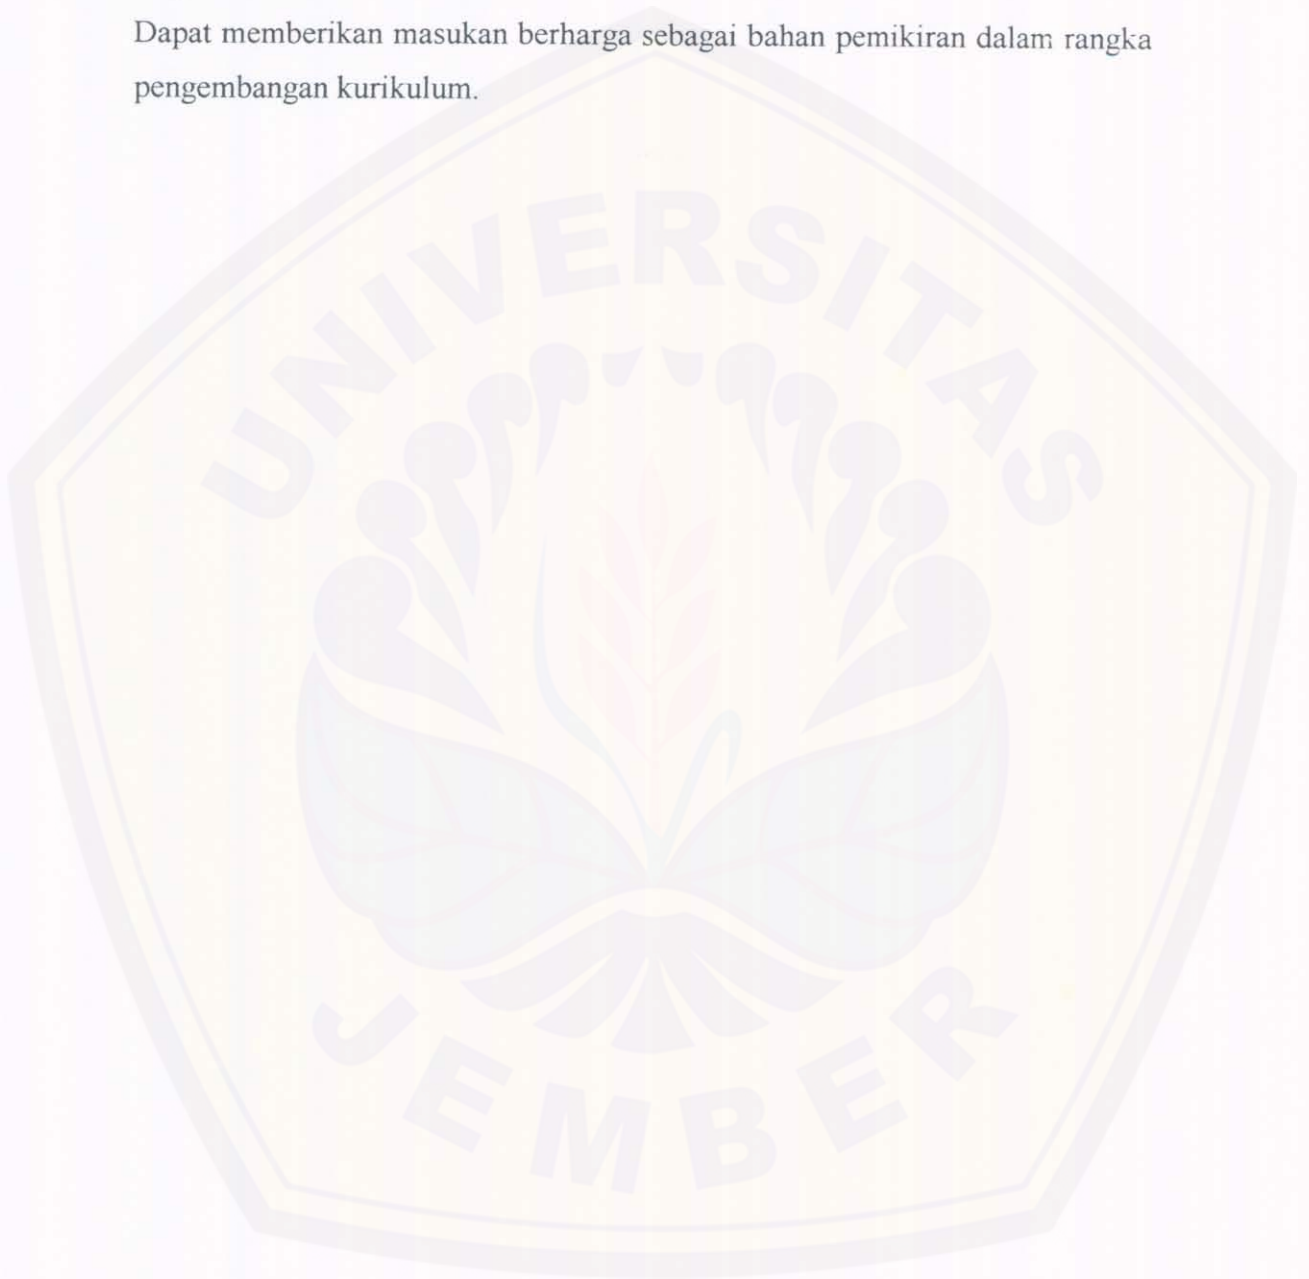 Dapat memberikan masukan berharga sebagai bahan pemikiran dalam rangka
pengembangan kurikulum.
UNIVERSITAS
JEMBER